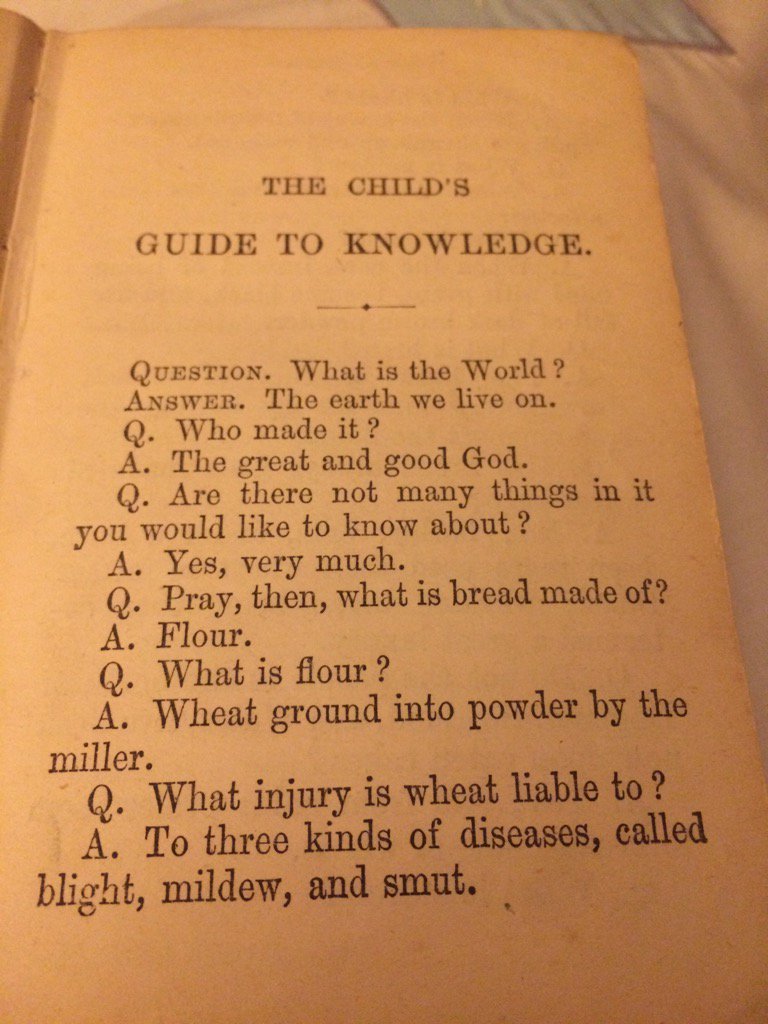 THE CHILD'S
GUIDE TO KNOWLEDGE.
QUESTION. What is the World?
ANSWER. The earth we live on.
Q. Who made it?
A. The great and good God.
Q. Are there not many things in it
you would like to know about?
A. Yes, very much.
Q. Pray, then, what is bread made of?
A. Flour.
Q. What is flour?
A. Wheat ground into powder by the
miller.
Q. What injury is wheat liable to?
A. To three kinds of diseases, called
blight, mildew, and smut.